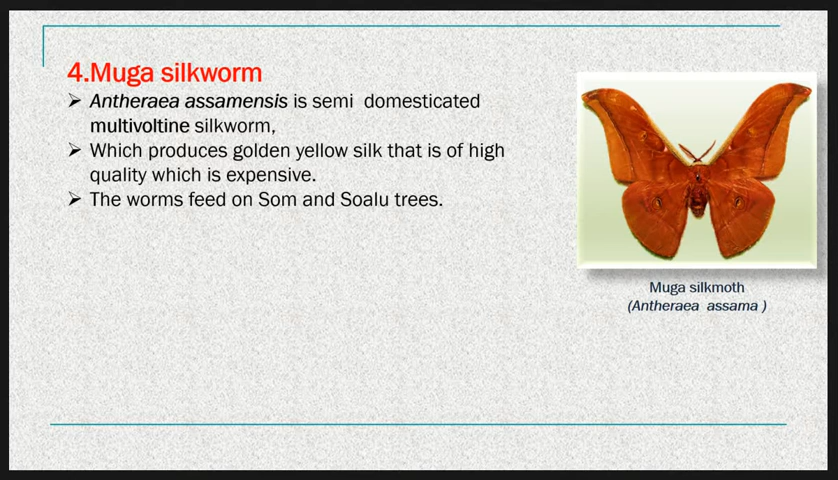 4.Muga silkworm
➢ Antheraea assamensis is semi domesticated
multivoltine silkworm,
➢ Which produces golden yellow silk that is of high
quality which is expensive.
➢ The worms feed on Som and Soalu trees.
Muga silkmoth
(Antheraea assama )